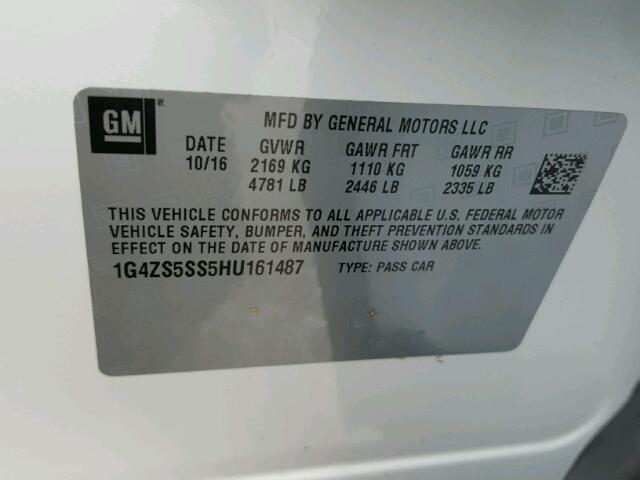 GM®
MFD BY GENERAL MOTORS LLC
DATE GVWR GAWR FRT GAWR RR
10/16 2169 KG 1110 KG 1059 KG
4781 LB 2446 LB 2335 LB
THIS VEHICLE CONFORMS TO ALL APPLICABLE U.S. FEDERAL MOTOR
VEHICLE SAFETY, BUMPER, AND THEFT PREVENTION STANDARDS IN
EFFECT ON THE DATE OF MANUFACTURE SHOWN ABOVE.
1G4ZS5SS5HU161487 TYPE: PASS CAR